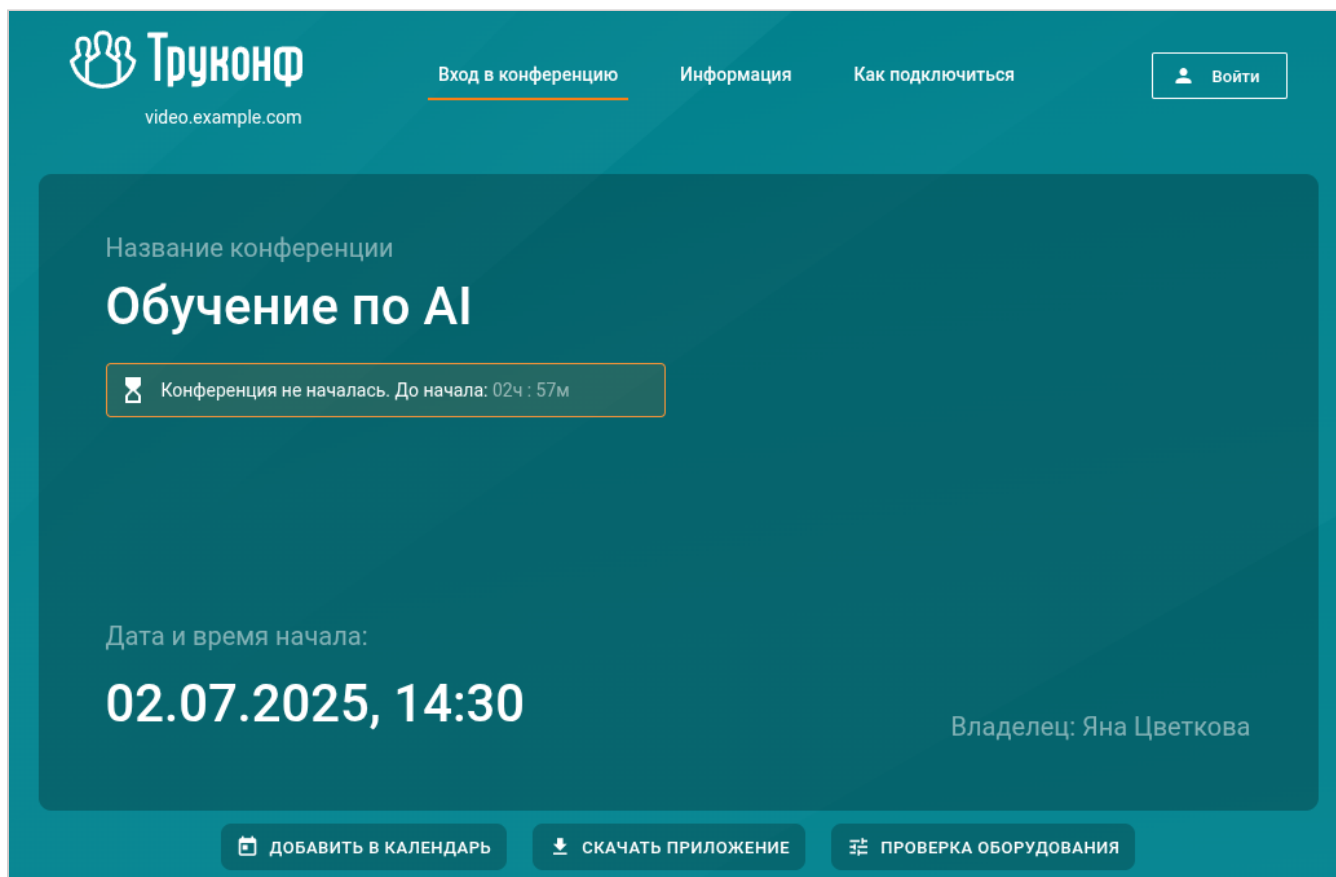 Труконф
video.example.com
Вход в конференцию
Информация
Как подключиться
Войти
Название конференции
Обучение по AI
Конференция не началась. До начала: 02ч : 57м
Дата и время начала:
02.07.2025, 14:30
Владелец: Яна Цветкова
ДОБАВИТЬ В КАЛЕНДАРЬ
СКАЧАТЬ ПРИЛОЖЕНИЕ
ПРОВЕРКА ОБОРУДОВАНИЯ